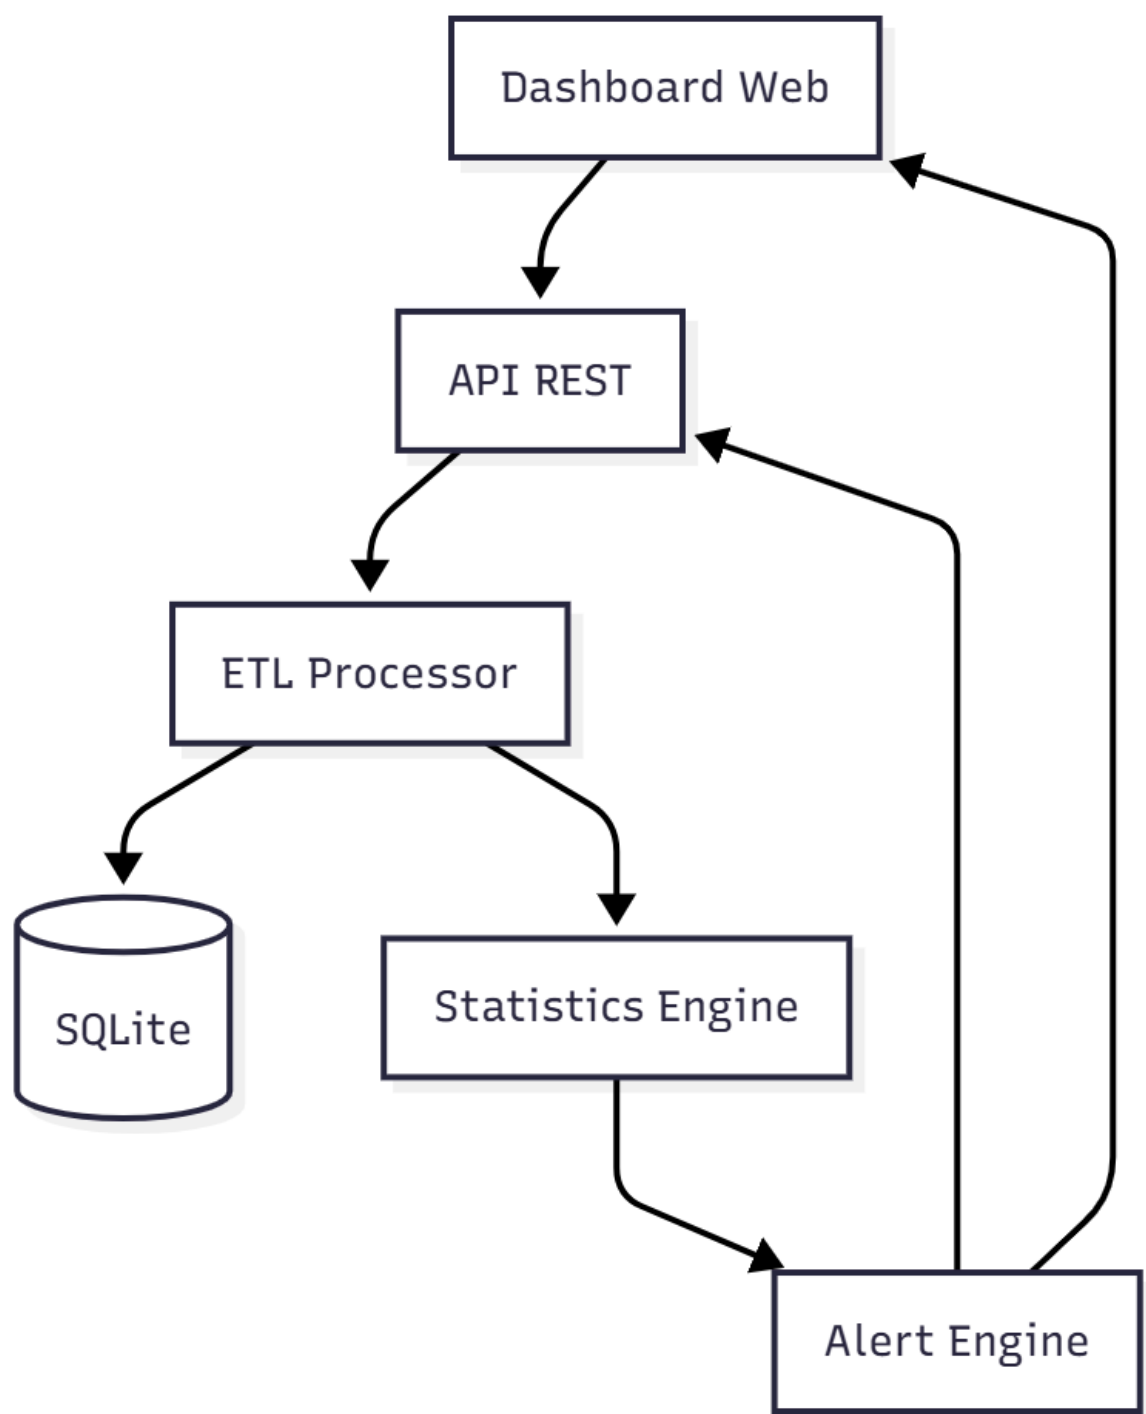 Dashboard Web
API REST
ETL Processor
SQLite
Statistics Engine
Alert Engine